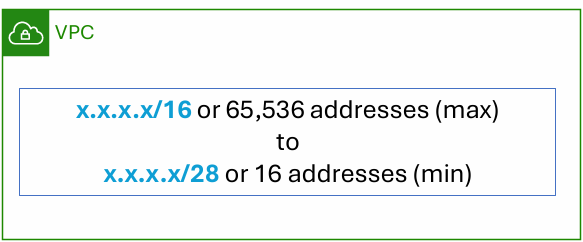 VPC
x.x.x.x/16 or 65,536 addresses (max)
to
x.x.x.x/28 or 16 addresses (min)